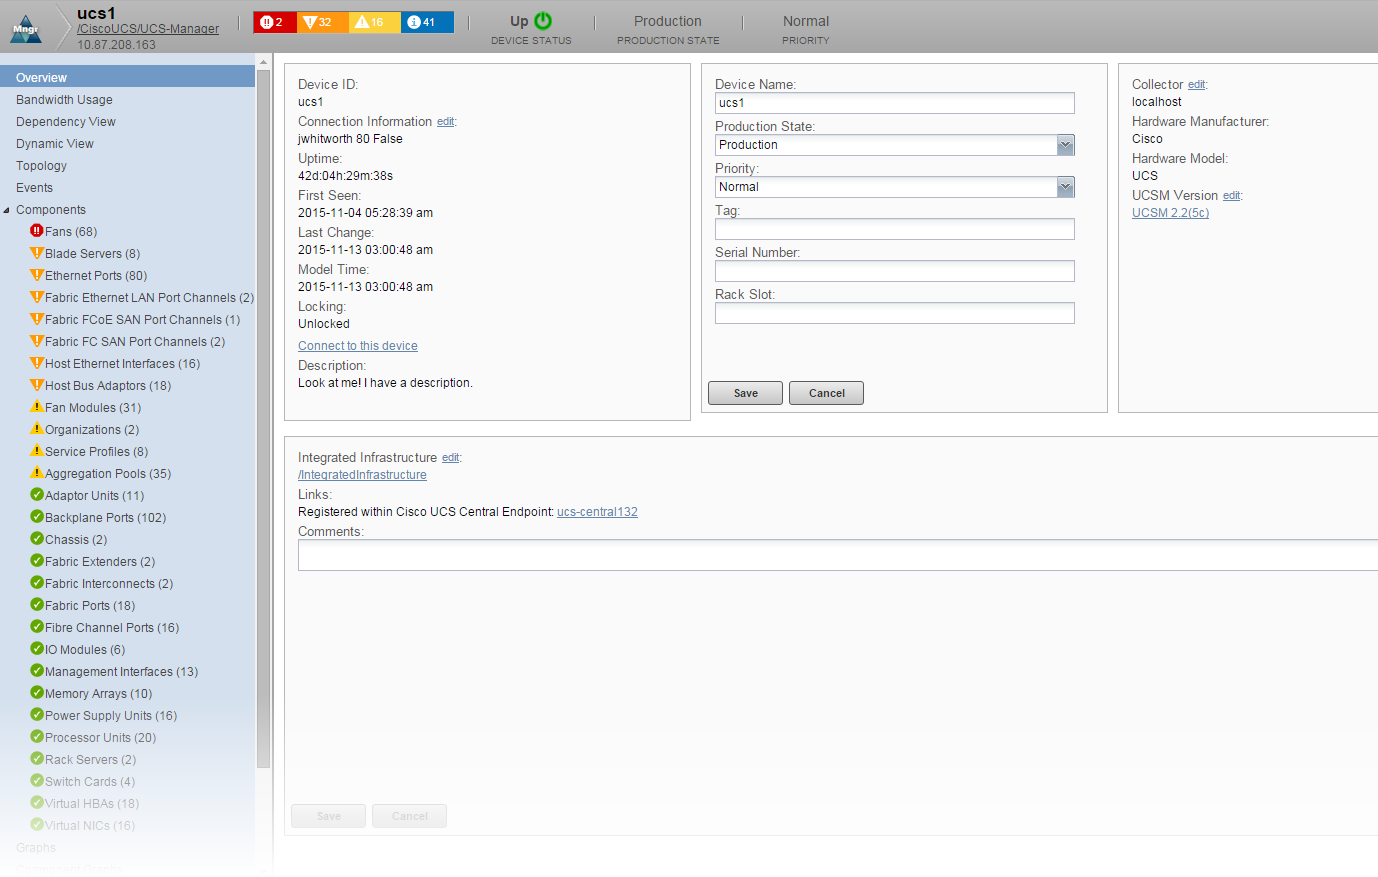 Mngr
ucs1
/CiscoUCS/UCS-Manager
10.87.208.163
2 32 16 41
Up
DEVICE STATUS
Production
PRODUCTION STATE
Normal
PRIORITY
Overview
Bandwidth Usage
Dependency View
Dynamic View
Topology
Events
Components
Fans (68)
Blade Servers (8)
Ethernet Ports (80)
Fabric Ethernet LAN Port Channels (2)
Fabric FCoE SAN Port Channels (1)
Fabric FC SAN Port Channels (2)
Host Ethernet Interfaces (16)
Host Bus Adaptors (18)
Fan Modules (31)
Organizations (2)
Service Profiles (8)
Aggregation Pools (35)
Adaptor Units (11)
Backplane Ports (102)
Chassis (2)
Fabric Extenders (2)
Fabric Interconnects (2)
Fabric Ports (18)
Fibre Channel Ports (16)
IO Modules (6)
Management Interfaces (13)
Memory Arrays (10)
Power Supply Units (16)
Processor Units (20)
Rack Servers (2)
Switch Cards (4)
Virtual HBAs (18)
Virtual NICs (16)
Graphs
Device ID:
ucs1
Connection Information edit:
jwhitworth 80 False
Uptime:
42d:04h:29m:38s
First Seen:
2015-11-04 05:28:39 am
Last Change:
2015-11-13 03:00:48 am
Model Time:
2015-11-13 03:00:48 am
Locking:
Unlocked
Connect to this device
Description:
Look at me! I have a description.
Device Name:
ucs1
Production State:
Production
Priority:
Normal
Tag:
Serial Number:
Rack Slot:
Save Cancel
Collector edit:
localhost
Hardware Manufacturer:
Cisco
Hardware Model:
UCS
UCSM Version edit:
UCSM 2.2(5c)
Integrated Infrastructure edit:
/IntegratedInfrastructure
Links:
Registered within Cisco UCS Central Endpoint: ucs-central132
Comments:
Save Cancel